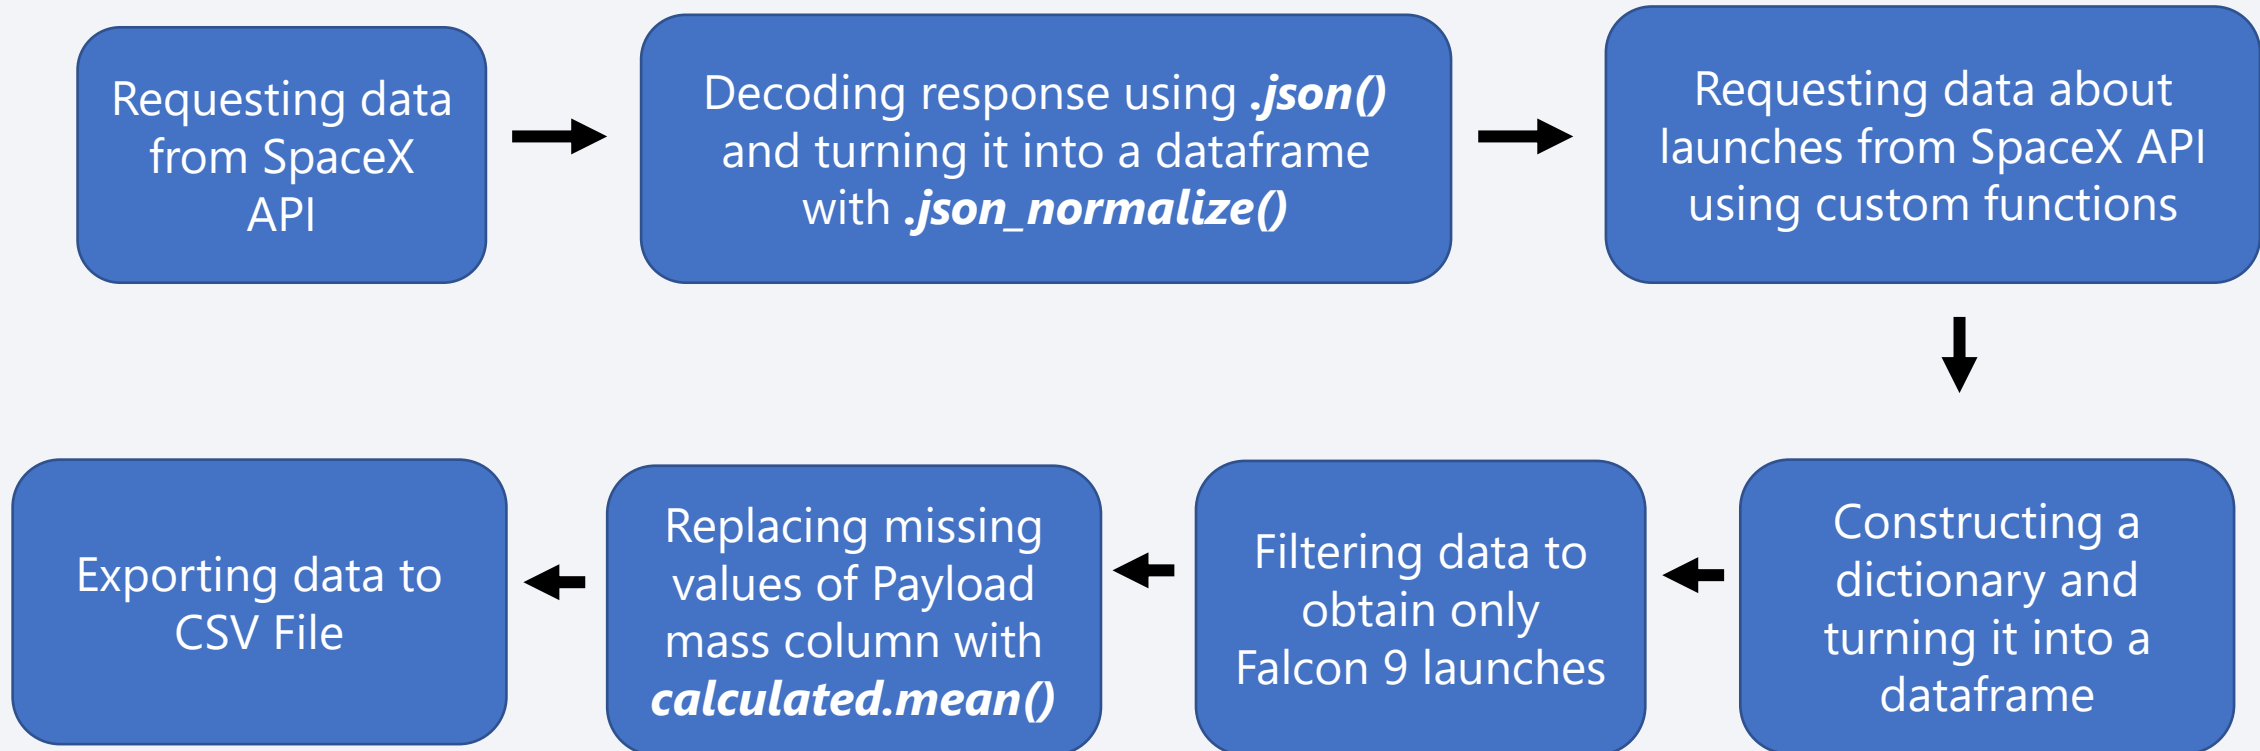 Requesting data
from SpaceX
API
Decoding response using .json()
and turning it into a dataframe
with .json_normalize()
Requesting data about
launches from SpaceX API
using custom functions
Constructing a
dictionary and
turning it into a
dataframe
Filtering data to
obtain only
Falcon 9 launches
Replacing missing
values of Payload
mass column with
calculated.mean()
Exporting data to
CSV File